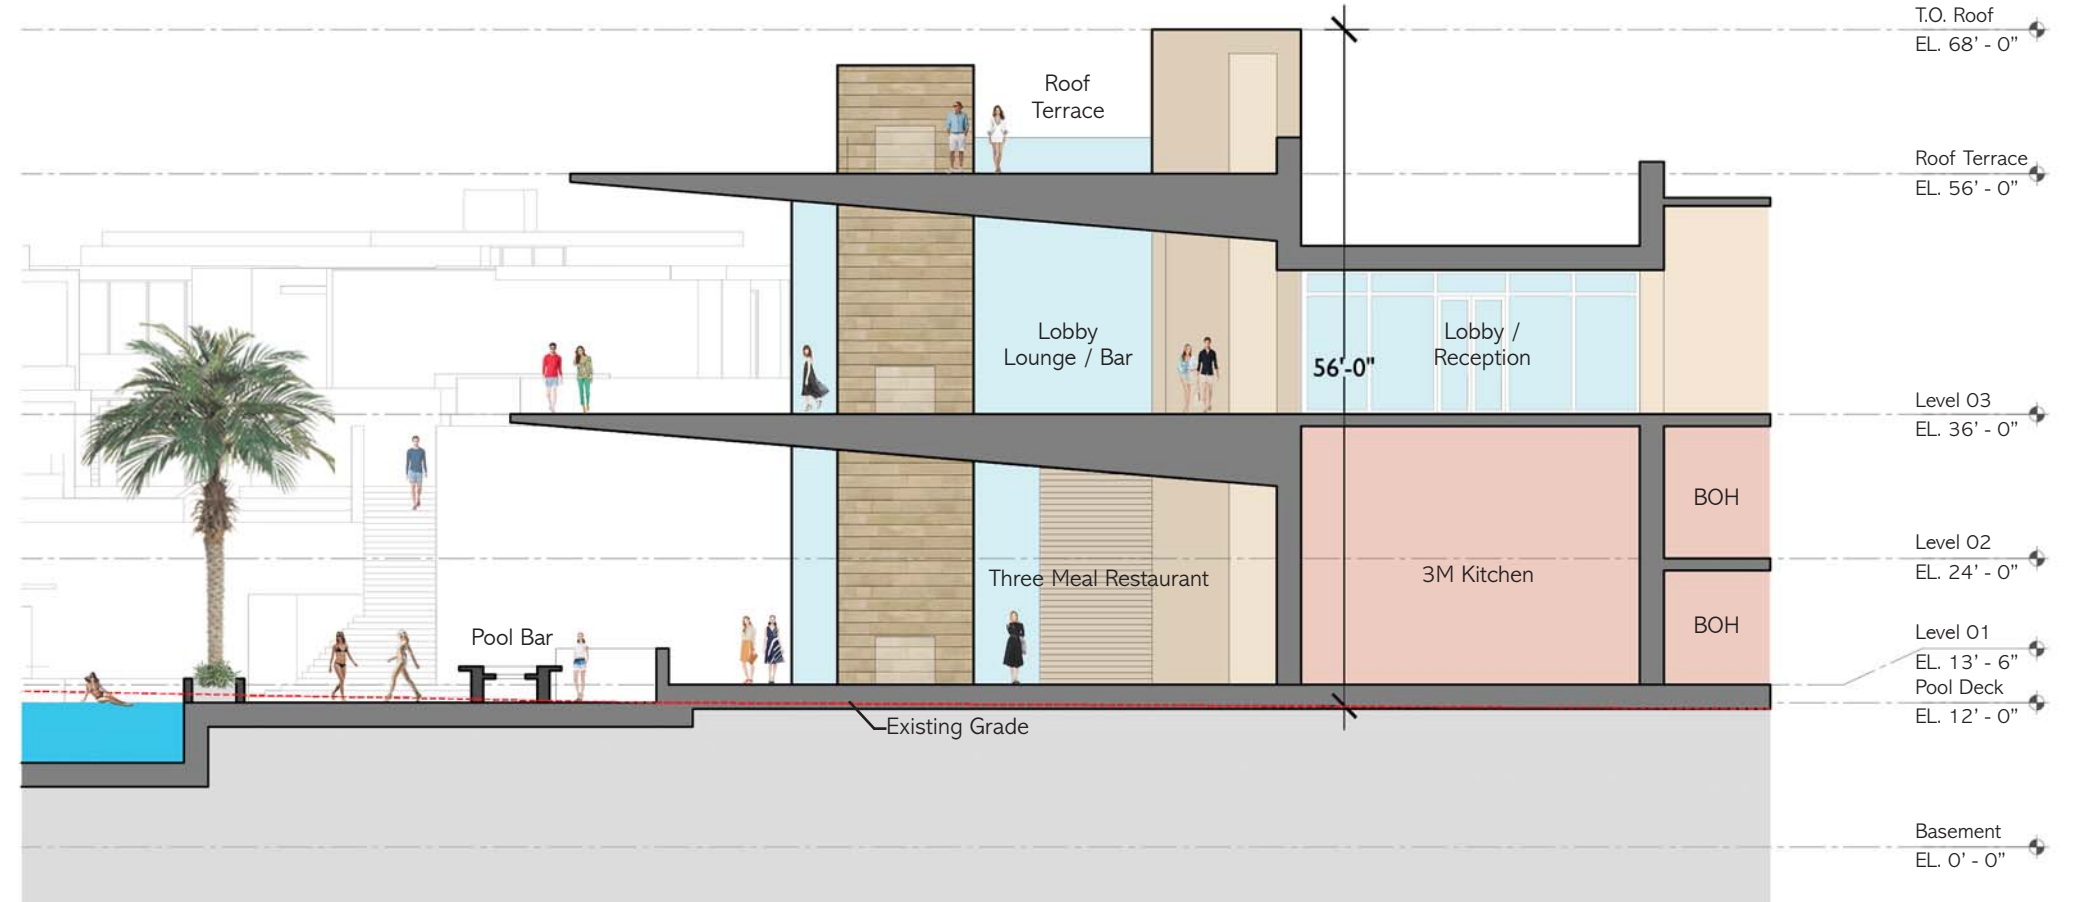 T.O. Roof
EL. 68' - 0"
Roof
Terrace
Roof Terrace
EL. 56' - 0"
Lobby
Lounge / Bar
Lobby /
Reception
56'-0"
Level 03
EL. 36' - 0"
BOH
Level 02
EL. 24' - 0"
Three Meal Restaurant
3M Kitchen
BOH
Pool Bar
Level 01
EL. 13' - 6"
Pool Deck
EL. 12' - 0"
Existing Grade
Basement
EL. 0' - 0"